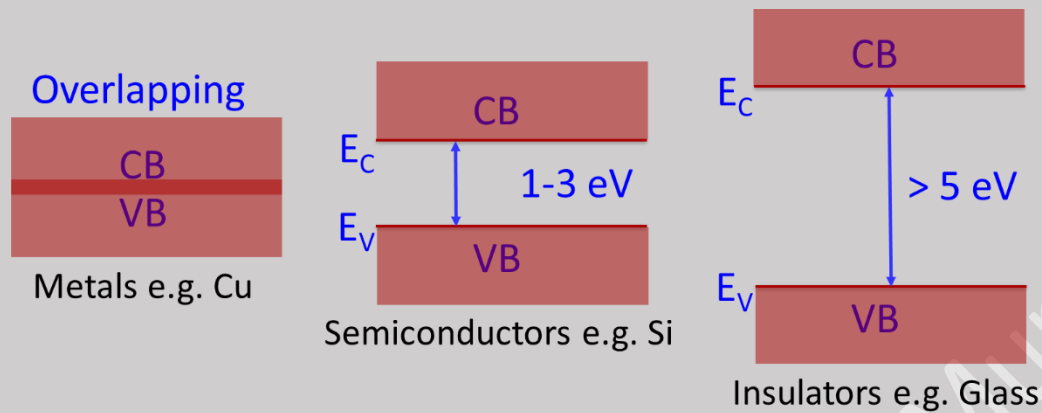 Overlapping
CB
VB
Metals e.g. Cu
CB
E_C
1-3 eV
E_V
VB
Semiconductors e.g. Si
CB
E_C
> 5 eV
E_V
VB
Insulators e.g. Glass